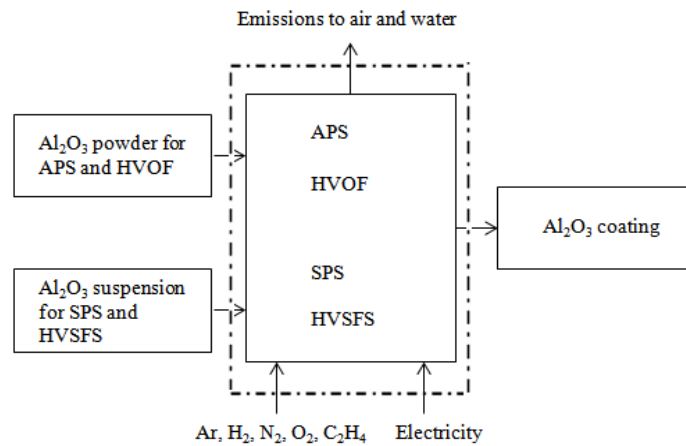 Emissions to air and water
Al₂O₃ powder for
APS and HVOF
APS
HVOF
Al₂O₃ coating
Al₂O₃ suspension
for SPS and
HVSFS
SPS
HVSFS
Ar, H₂, N₂, O₂, C₂H₄
Electricity